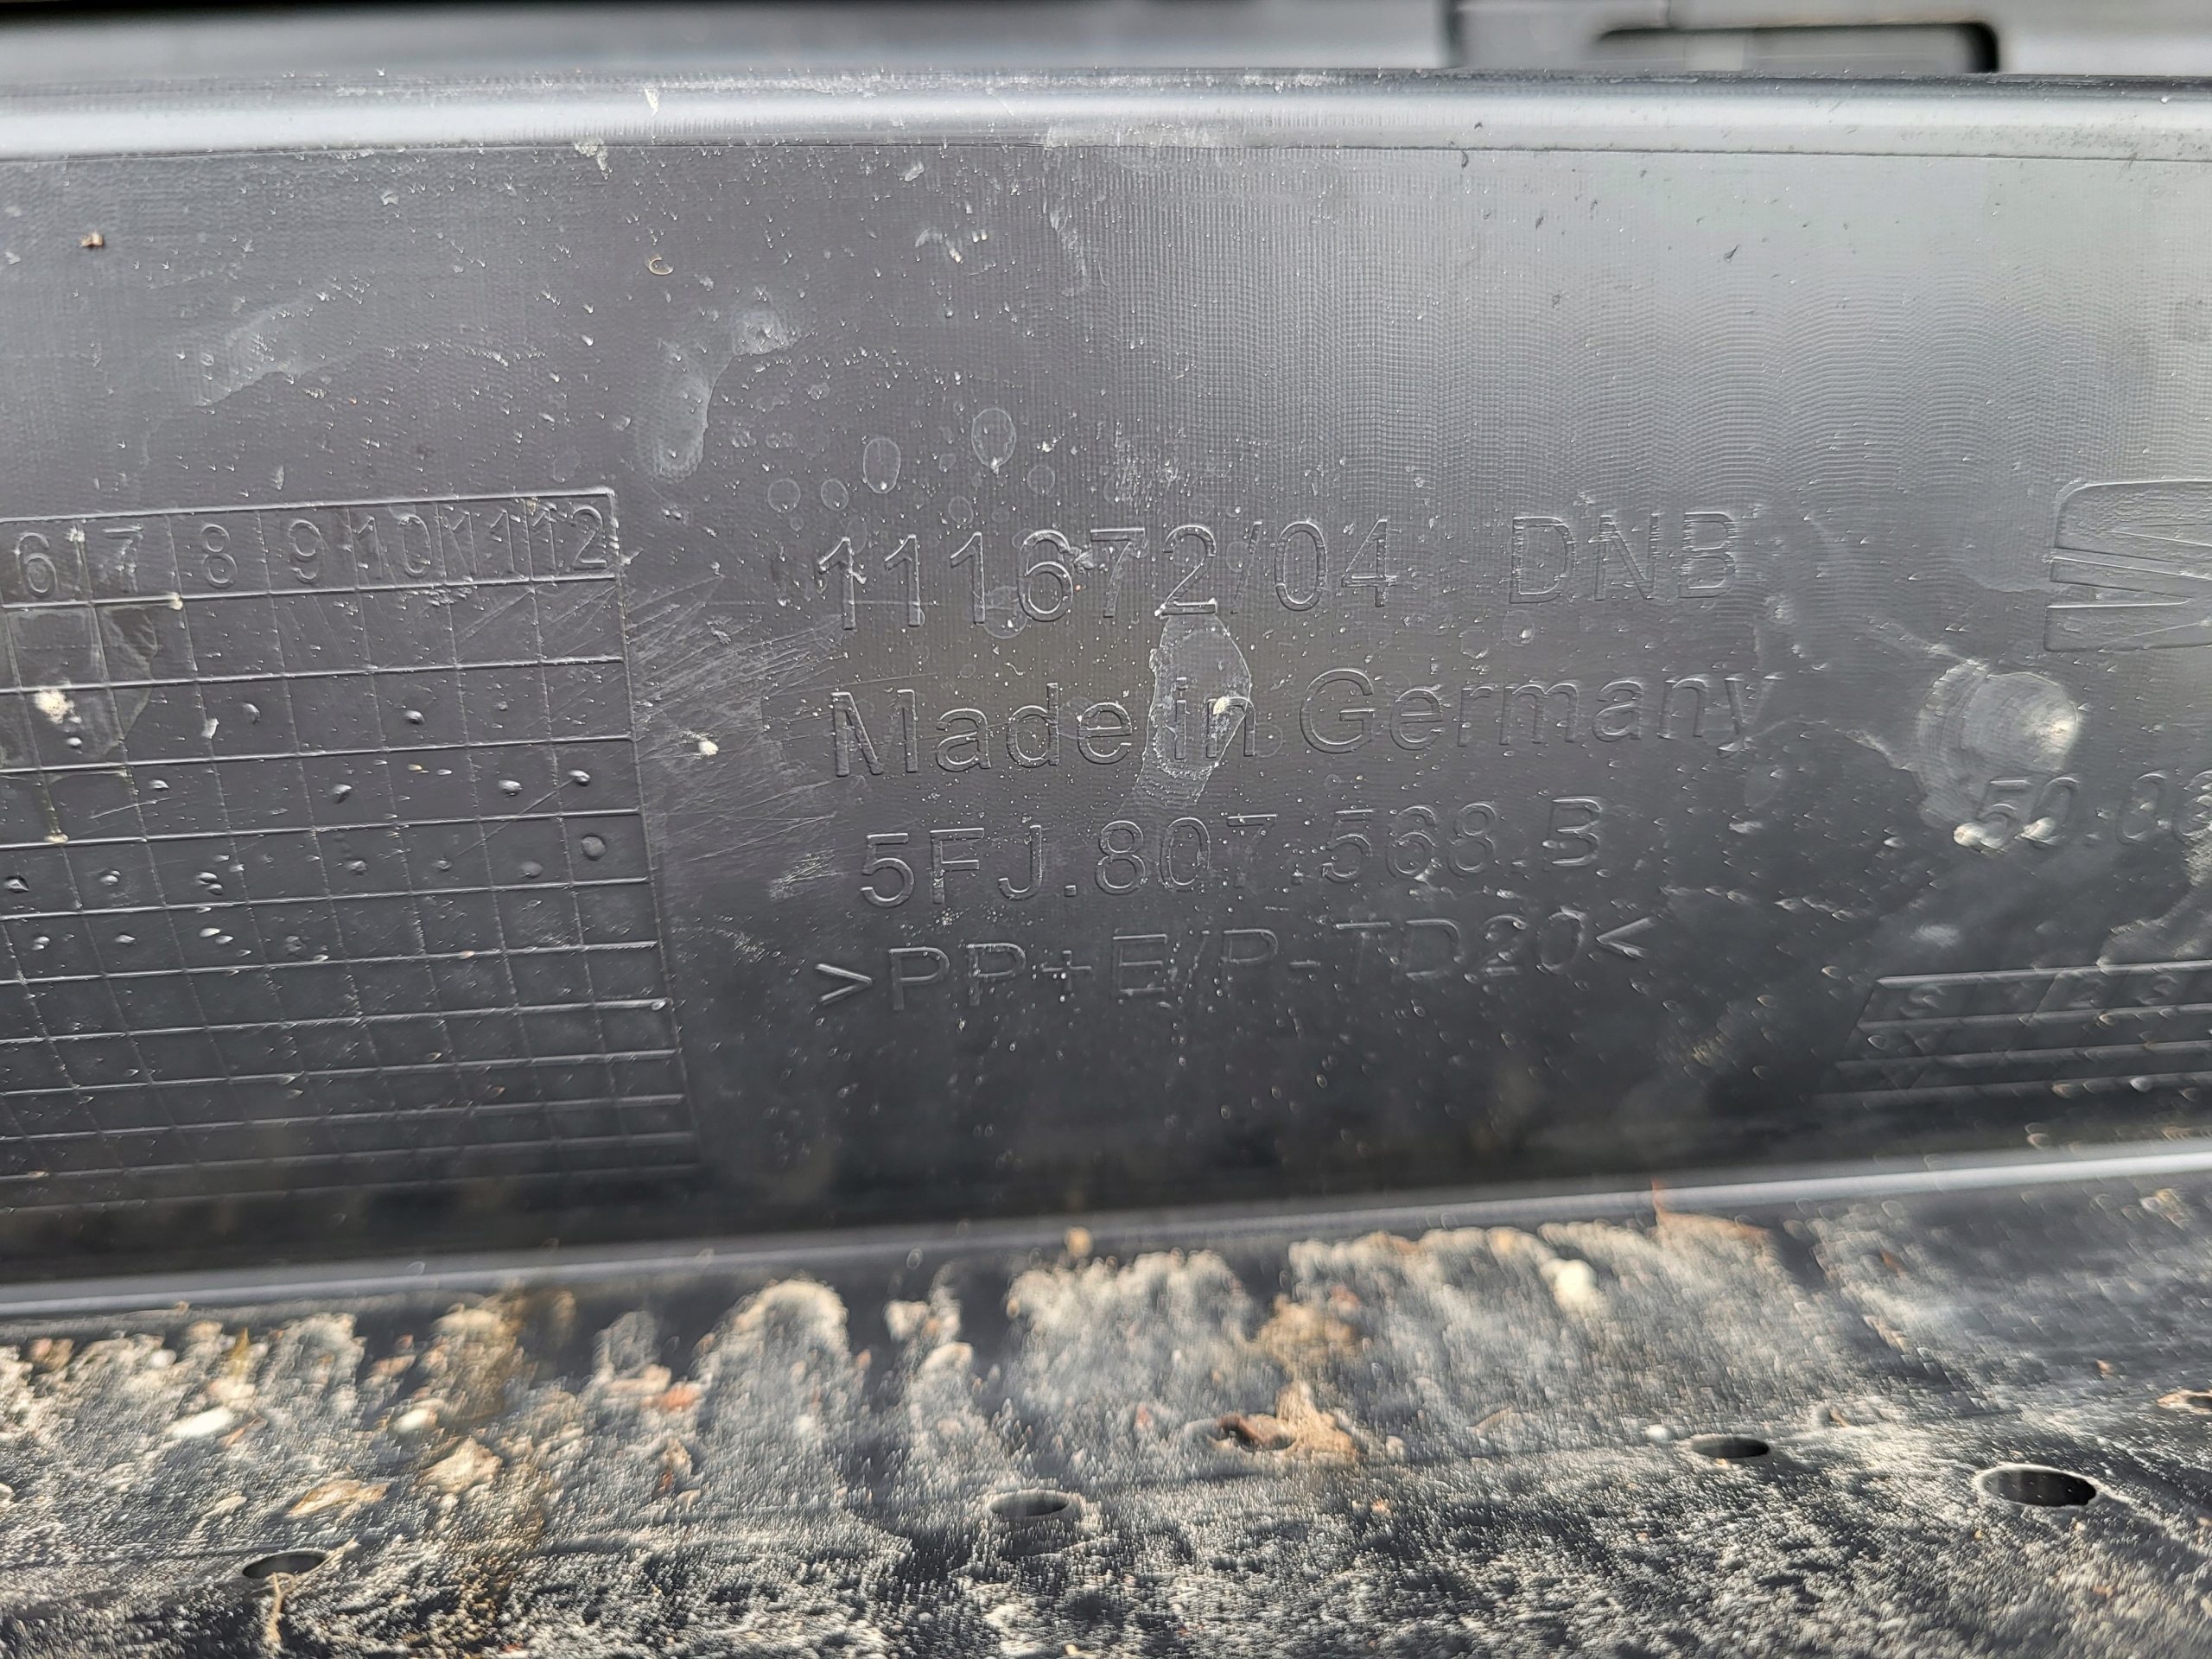 6 7 8 9 10 11 12
111672/04 DNB
Made in Germany
5FJ.807.568.B
>PP+E/P-TD20<